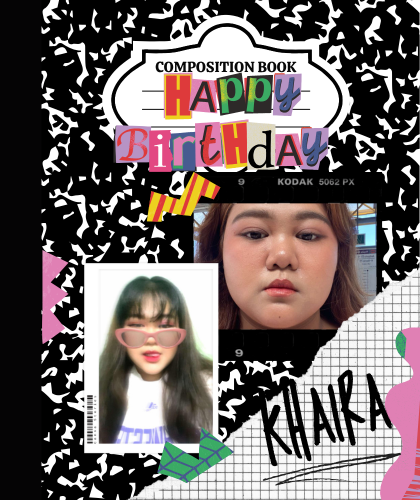 COMPOSITION BOOK
Happy
BirtHdAy
9 KODAK 5062 PX
9
KHAIRA